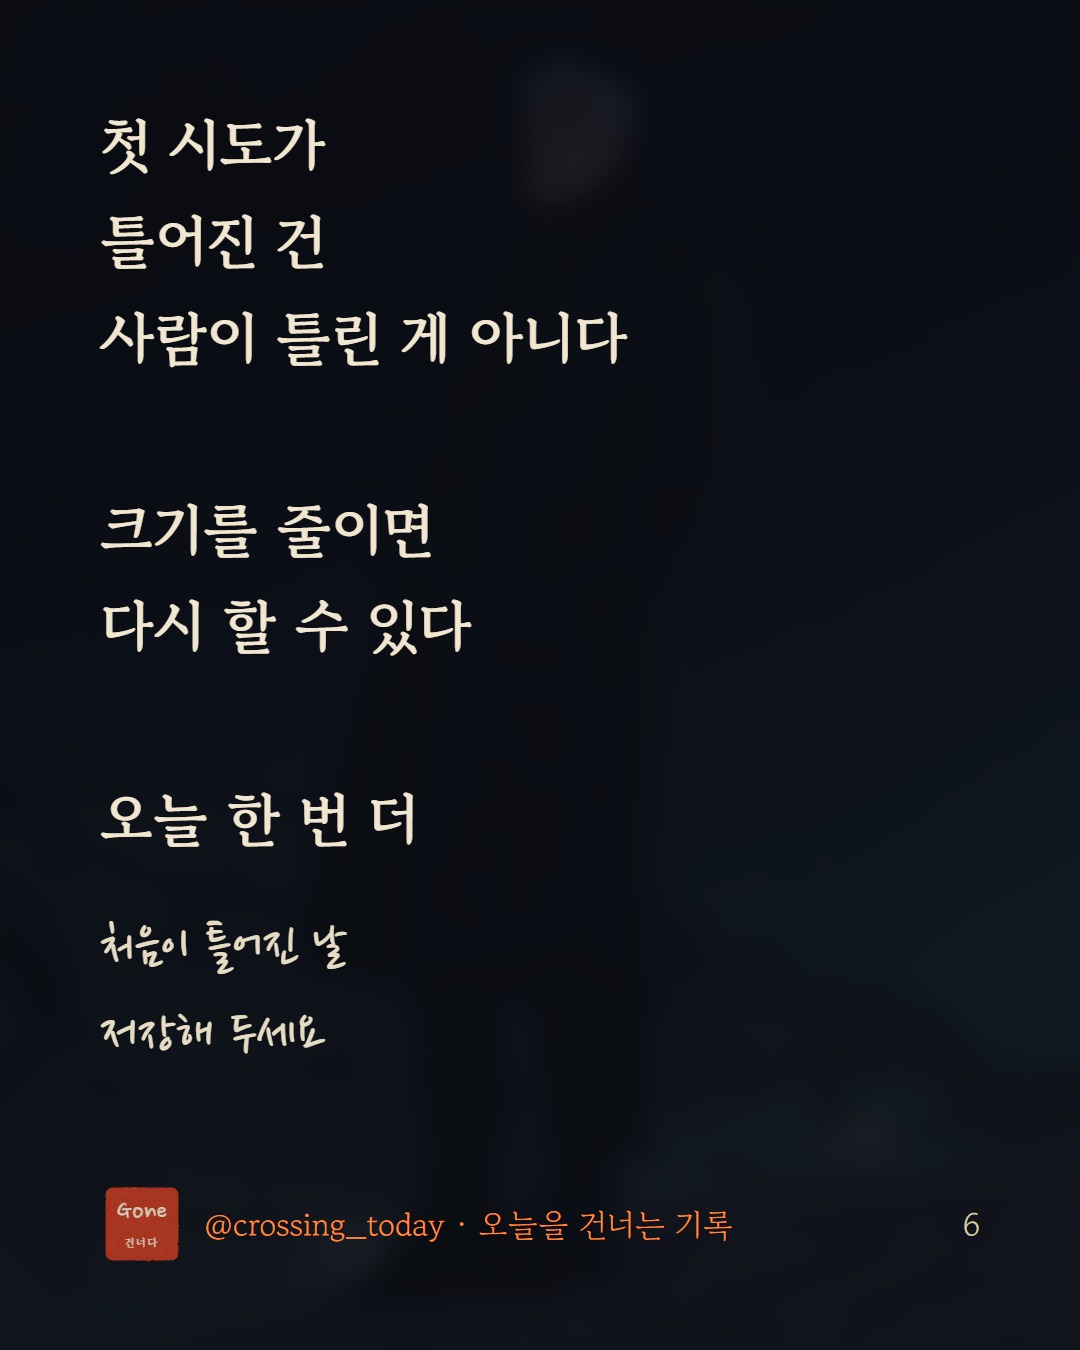 첫 시도가
틀어진 건
사람이 틀린 게 아니다
크기를 줄이면
다시 할 수 있다
오늘 한 번 더
처음이 틀어진 날
저장해 두세요
Gone
건너다
@crossing_today · 오늘을 건너는 기록
6